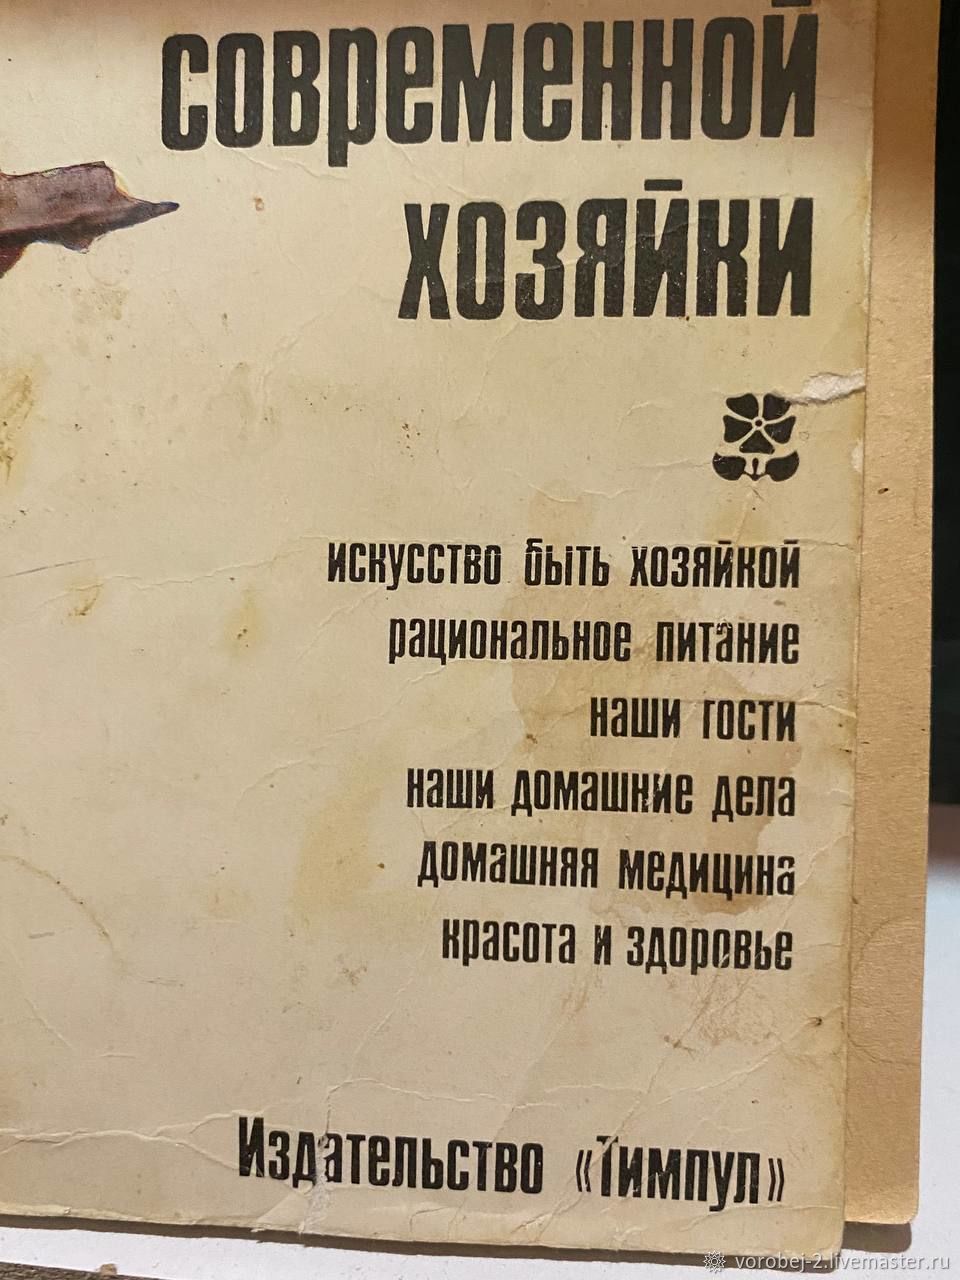 современной
хозяйки
искусство быть хозяйкой
рациональное питание
наши гости
наши домашние дела
домашняя медицина
красота и здоровье
Издательство «Тимпул»
vorobej-2.livemaster.ru